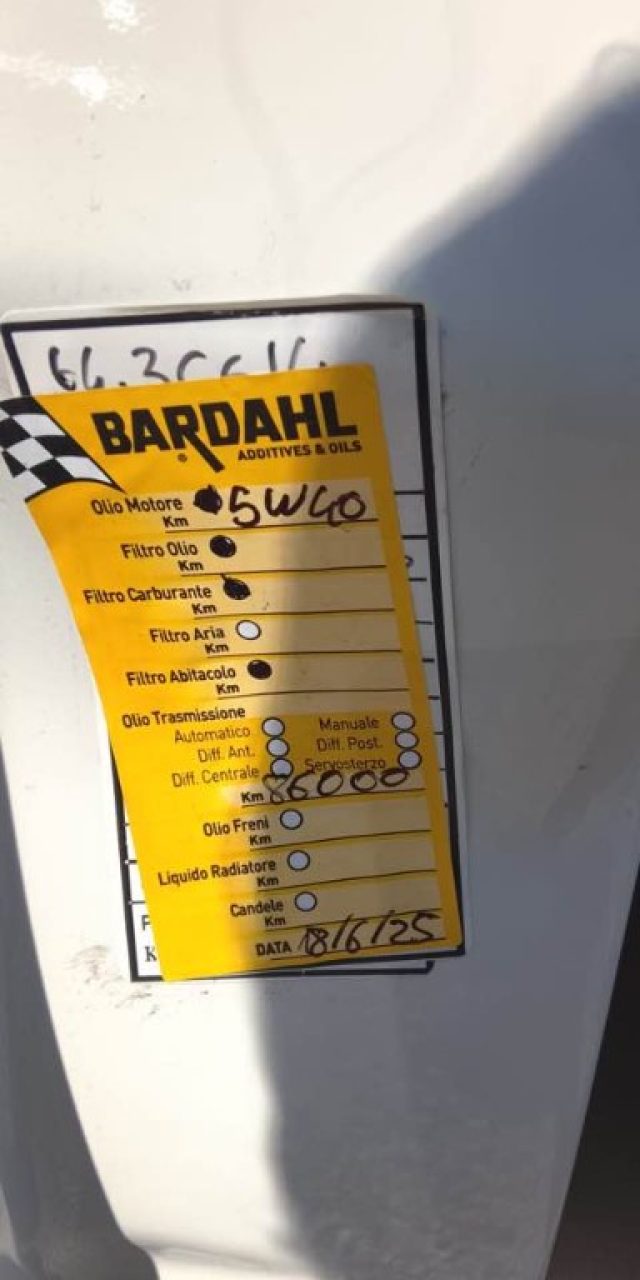 BARDAHL
ADDITIVES & OILS
Olio Motore 5W40
Km
Filtro Olio
Km
Filtro Carburante
Km
Filtro Aria
Km
Filtro Abitacolo
Km
Olio Trasmissione
Automatico Manuale
Diff. Ant. Diff. Post.
Diff. Centrale Servosterzo
Km 86000
Olio Freni
Km
Liquido Radiatore
Km
Candele
Km
DATA 18/6/25